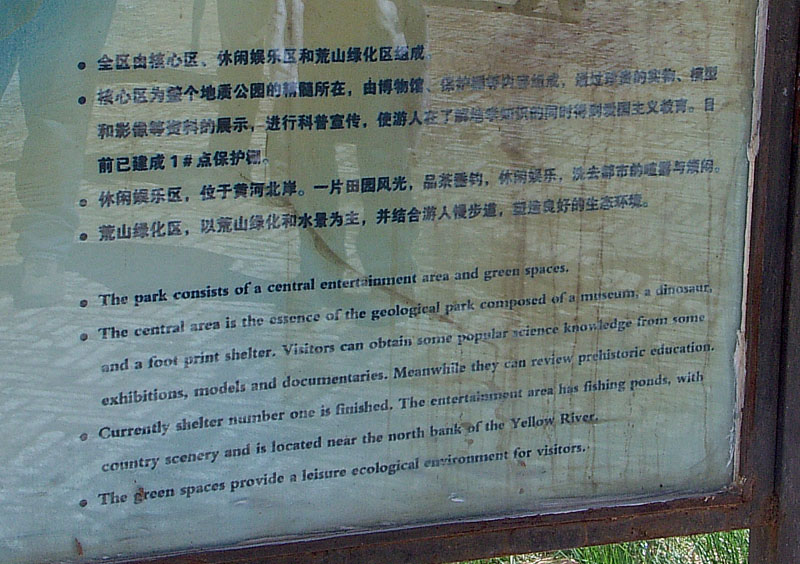 全区由核心区、休闲娱乐区和荒山绿化区组成。
核心区为整个地质公园的精髓所在，由博物馆、保护棚等内容组成，通过珍贵的实物、模型
和影像等资料的展示，进行科普宣传，使游人在了解地学知识的同时得到爱国主义教育。目
前已建成1#点保护棚。
休闲娱乐区，位于黄河北岸。一片田园风光，品茶垂钓，休闲娱乐，洗去都市的喧嚣与烦闷。
荒山绿化区，以荒山绿化和水景为主，并结合游人慢步道，塑造良好的生态环境。
The park consists of a central entertainment area and green spaces.
The central area is the essence of the geological park composed of a museum, a dinosaur,
and a foot print shelter. Visitors can obtain some popular science knowledge from some
exhibitions, models and documentaries. Meanwhile they can review prehistoric education.
Currently shelter number one is finished. The entertainment area has fishing ponds, with
country scenery and is located near the north bank of the Yellow River.
The green spaces provide a leisure ecological environment for visitors.